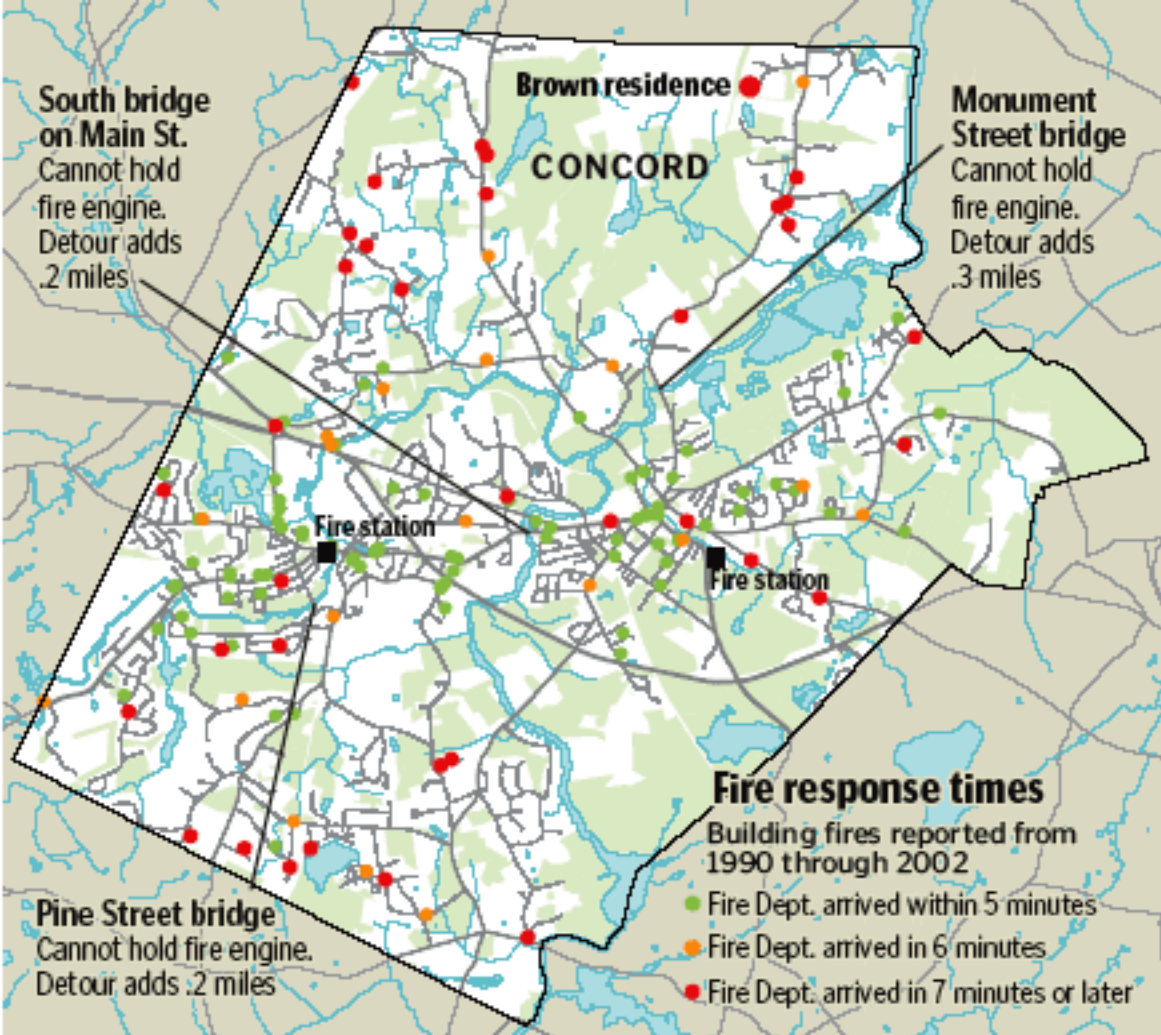 South bridge
on Main St.
Cannot hold
fire engine.
Detour adds
.2 miles
Brown residence
CONCORD
Monument
Street bridge
Cannot hold
fire engine.
Detour adds
.3 miles
Fire station
Fire station
Pine Street bridge
Cannot hold fire engine.
Detour adds .2 miles
Fire response times
Building fires reported from
1990 through 2002
Fire Dept. arrived within 5 minutes
Fire Dept. arrived in 6 minutes
Fire Dept. arrived in 7 minutes or later